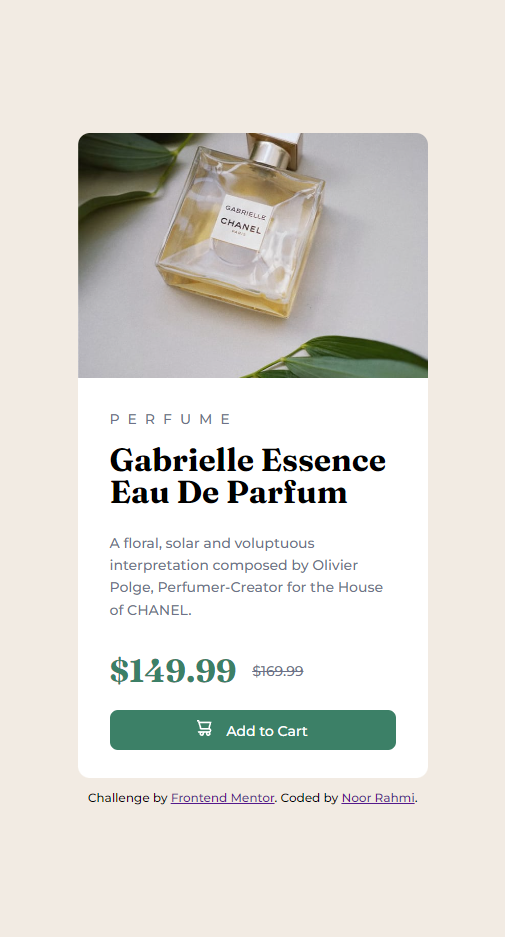 GABRIELLE
CHANEL
PARIS
PERFUME
Gabrielle Essence
Eau De Parfum
A floral, solar and voluptuous
interpretation composed by Olivier
Polge, Perfumer-Creator for the House
of CHANEL.
$149.99 $169.99
Add to Cart
Challenge by Frontend Mentor. Coded by Noor Rahmi.